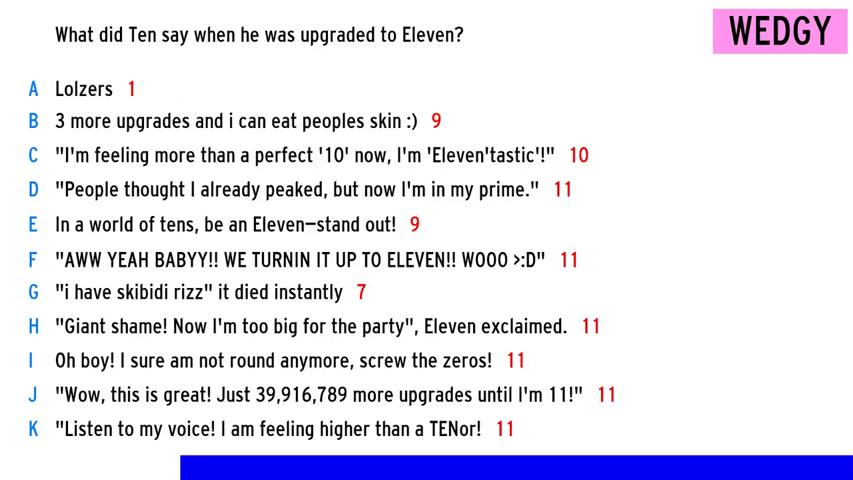 What did Ten say when he was upgraded to Eleven?
WEDGY
A Lolzers 1
B 3 more upgrades and i can eat peoples skin :) 9
C "I'm feeling more than a perfect '10' now, I'm 'Eleven'tastic'!" 10
D "People thought I already peaked, but now I'm in my prime." 11
E In a world of tens, be an Eleven—stand out! 9
F "AWW YEAH BABYY!! WE TURNIN IT UP TO ELEVEN!! WOOO >:D" 11
G "i have skibidi rizz" it died instantly 7
H "Giant shame! Now I'm too big for the party", Eleven exclaimed. 11
I Oh boy! I sure am not round anymore, screw the zeros! 11
J "Wow, this is great! Just 39,916,789 more upgrades until I'm 11!" 11
K "Listen to my voice! I am feeling higher than a TENor! 11